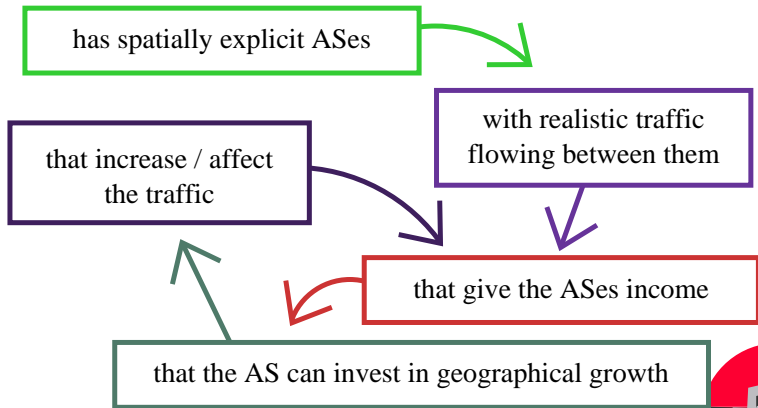 has spatially explicit ASes
with realistic traffic
flowing between them
that increase / affect
the traffic
that give the ASes income
that the AS can invest in geographical growth